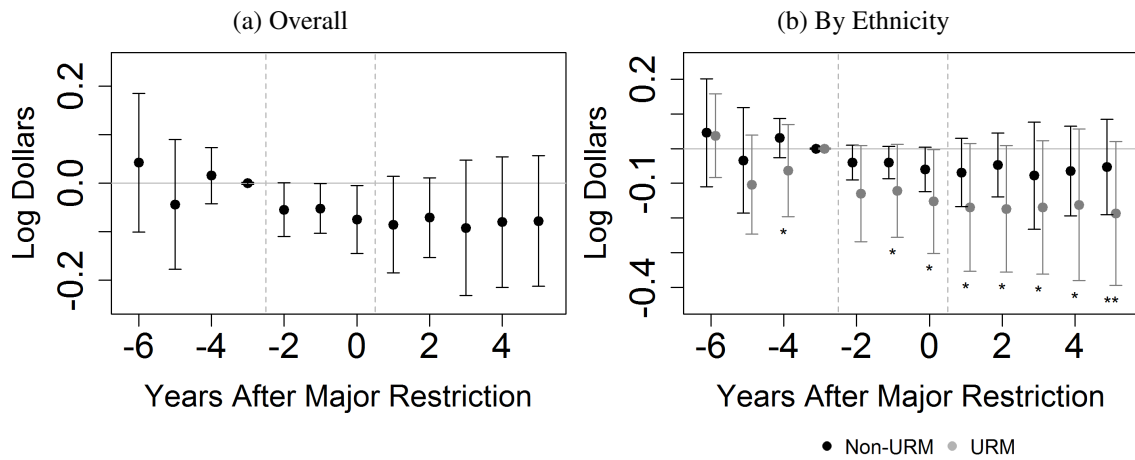 (a) Overall
(b) By Ethnicity
Log Dollars
0.2
0.0
-0.2
-6 -4 -2 0 2 4
Years After Major Restriction
Log Dollars
0.2
-0.1
-0.4
* * * * * * * **
-6 -4 -2 0 2 4
Years After Major Restriction
Non-URM URM